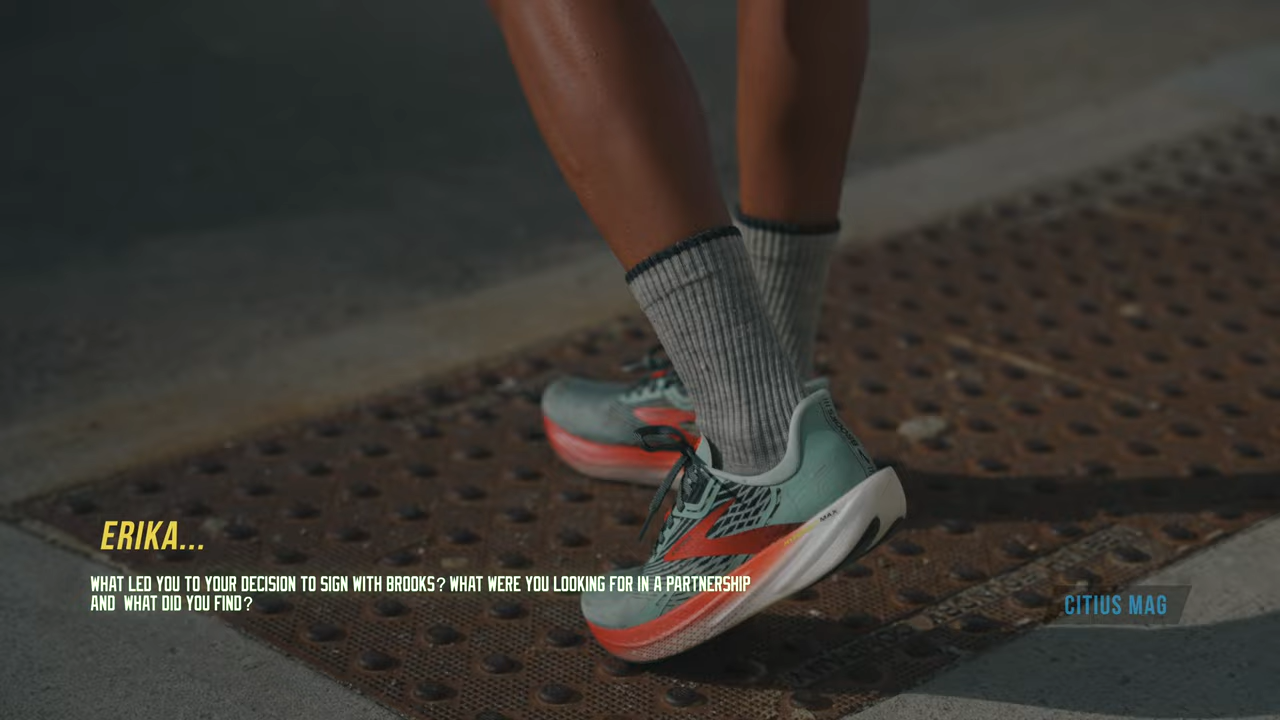 ERIKA...
WHAT LED YOU TO YOUR DECISION TO SIGN WITH BROOKS? WHAT WERE YOU LOOKING FOR IN A PARTNERSHIP
AND WHAT DID YOU FIND?
CITIUS MAG
MAX